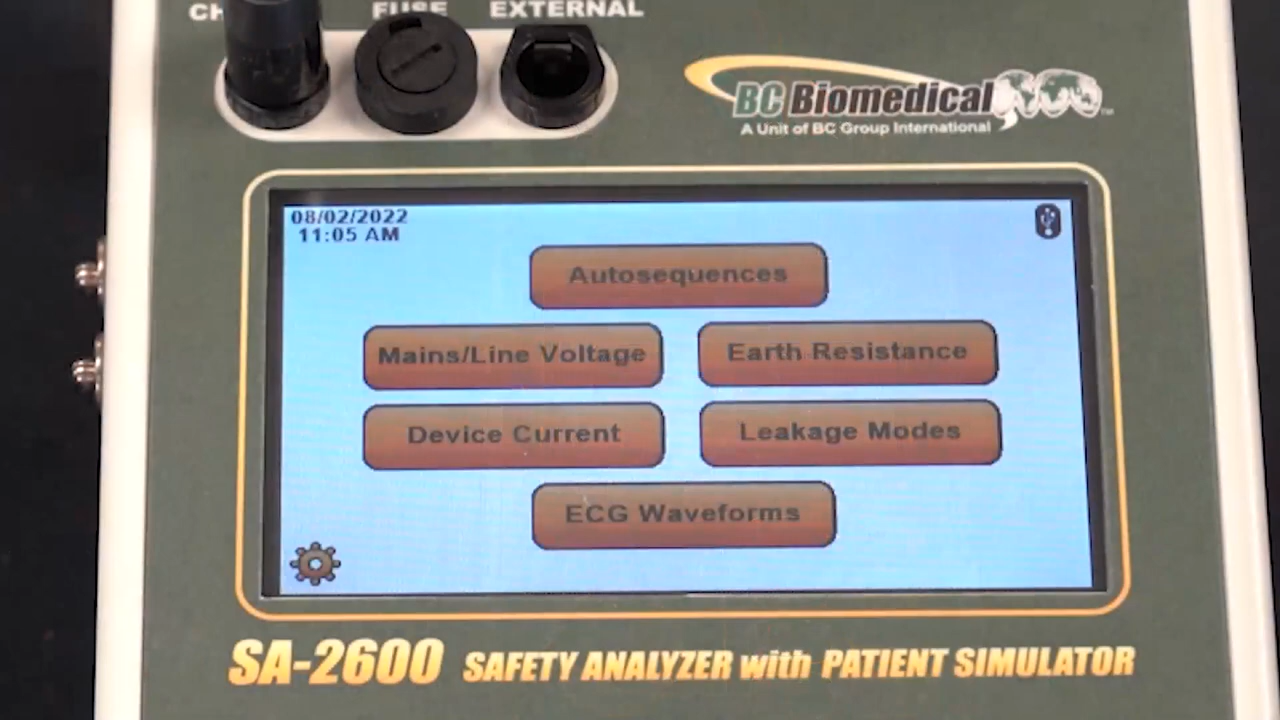 FUSE
EXTERNAL
BC Biomedical
TM
A Unit of BC Group International
08/02/2022
11:05 AM
Autosequences
Mains/Line Voltage
Earth Resistance
Device Current
Leakage Modes
ECG Waveforms
SA-2600 SAFETY ANALYZER with PATIENT SIMULATOR